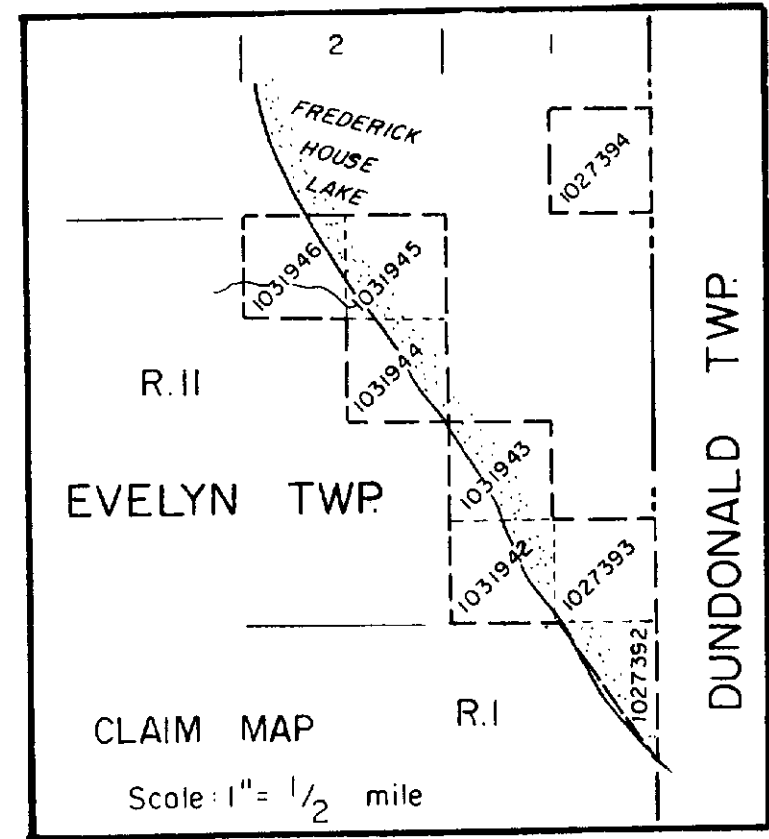 2
1
FREDERICK
HOUSE
LAKE
1027394
1031946
1031945
1031944
R.II
1031943
EVELYN TWP.
1031942
1027393
1027392
DUNDONALD TWP.
R.I
CLAIM MAP
Scale: 1" = 1/2 mile